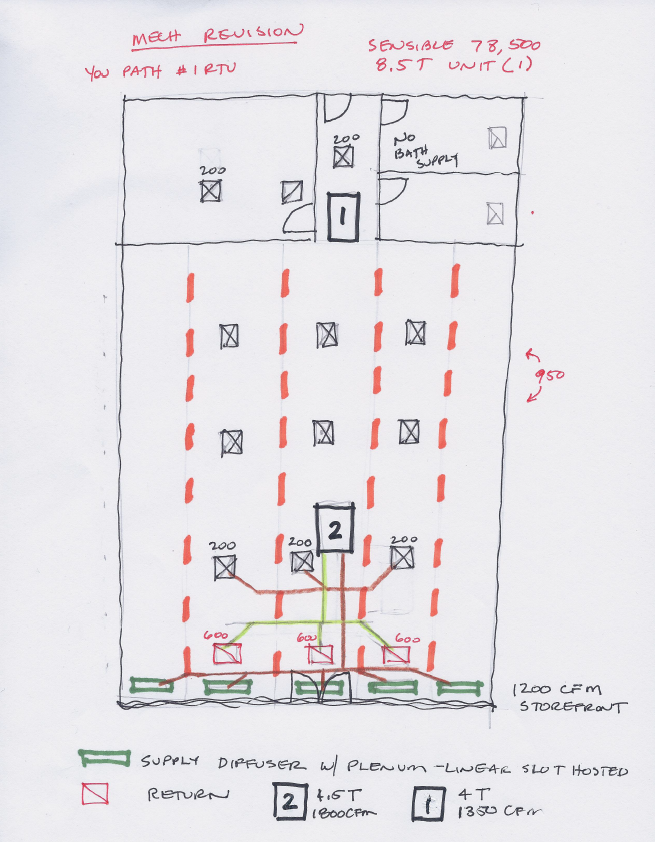 MECH REVISION
SENSIBLE 78,500
YOU PATH #1 RTU
8.5T UNIT (1)
200
NO
BATH
SUPPLY
200
1
950
2
200
200
200
600
600
600
1200 CFM
STOREFRONT
SUPPLY DIFFUSER W/ PLENUM - LINEAR SLOT HOSTED
RETURN
2
4.5T
1800CFM
1
4T
1350 CFM